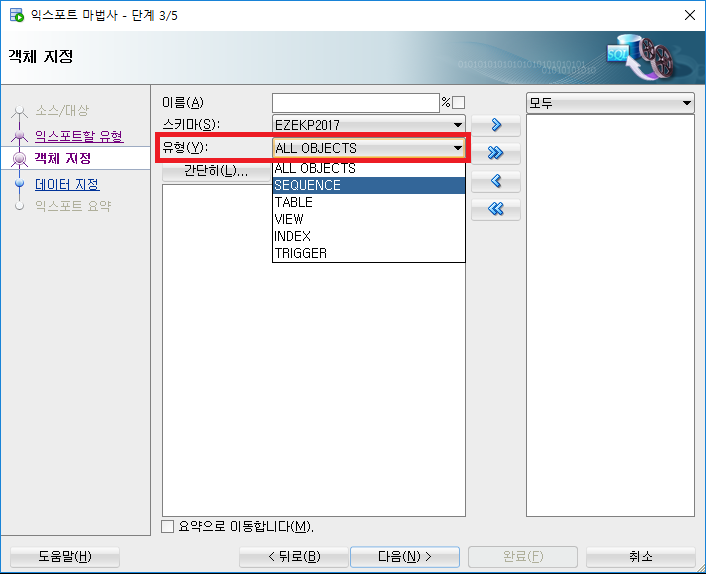 익스포트 마법사 - 단계 3/5
객체 지정
SQL
소스/대상
익스포트할 유형
객체 지정
데이터 지정
익스포트 요약
이름(A) %
스키마(S): EZEKP2017
유형(Y): ALL OBJECTS
간단히(L)...
ALL OBJECTS
SEQUENCE
TABLE
VIEW
INDEX
TRIGGER
모두
요약으로 이동합니다(M).
도움말(H) < 뒤로(B) 다음(N) > 완료(F) 취소